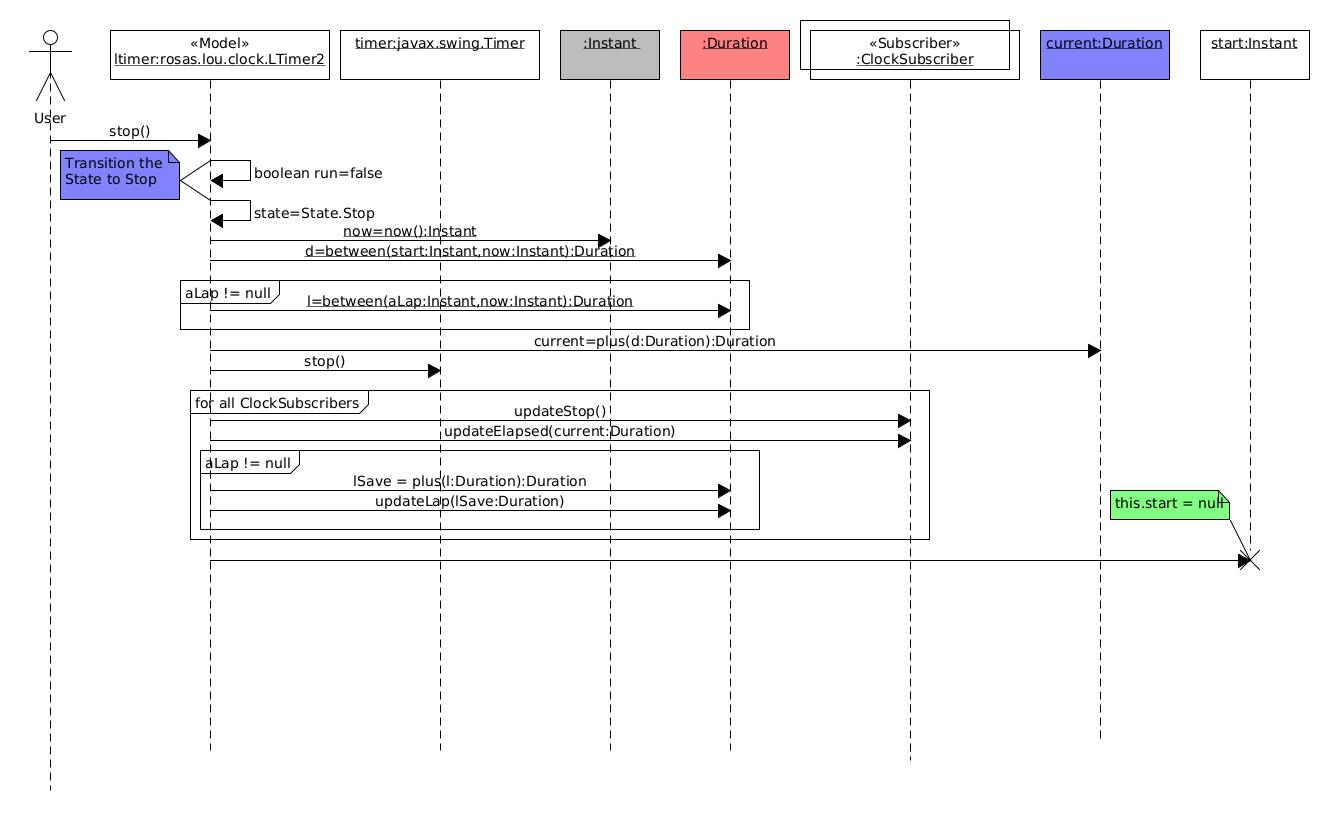 «Model»
ltimer:rosas.lou.clock.LTimer2
timer:javax.swing.Timer
:Instant
:Duration
«Subscriber»
:ClockSubscriber
current:Duration
start:Instant
User
stop()
Transition the
State to Stop
boolean run=false
state=State.Stop
now=now():Instant
d=between(start:Instant,now:Instant):Duration
aLap != null
l=between(aLap:Instant,now:Instant):Duration
current=plus(d:Duration):Duration
stop()
for all ClockSubscribers
updateStop()
updateElapsed(current:Duration)
aLap != null
lSave = plus(l:Duration):Duration
updateLap(lSave:Duration)
this.start = null